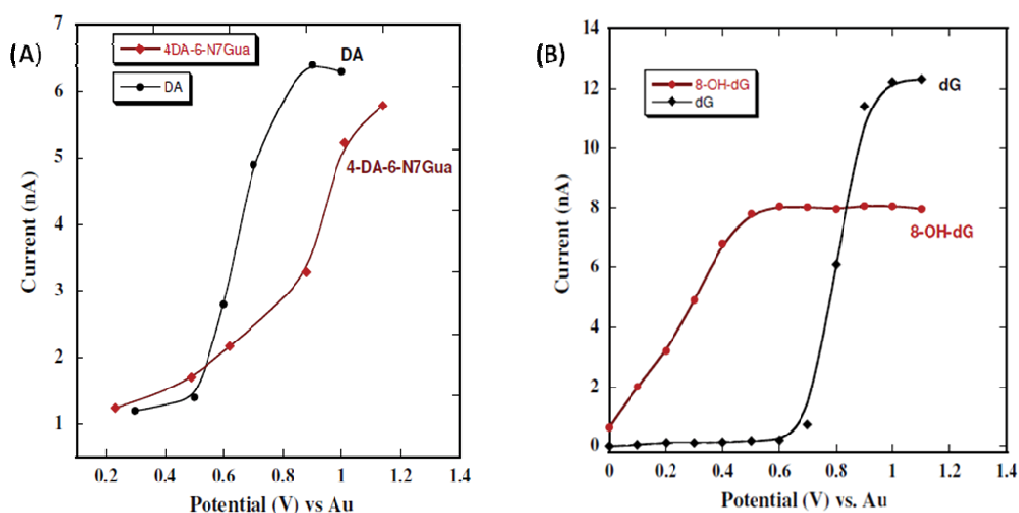 (A)
7
6
5
4
3
2
1
Current (nA)
4DA-6-N7Gua
DA
DA
4-DA-6-N7Gua
0.2 0.4 0.6 0.8 1 1.2 1.4
Potential (V) vs Au
(B)
14
12
10
8
6
4
2
0
Current (nA)
8-OH-dG
dG
dG
8-OH-dG
0 0.2 0.4 0.6 0.8 1.0 1.2 1.4
Potential (V) vs. Au